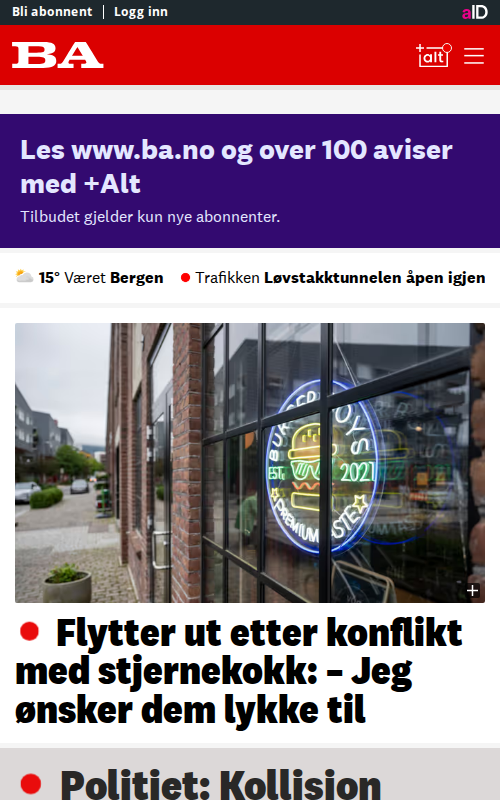 Bli abonnent | Logg inn
aID
BA
+alt
Les www.ba.no og over 100 aviser
med +Alt
Tilbudet gjelder kun nye abonnenter.
15° Været Bergen
Trafikken Løvstakktunnelen åpen igjen
BURGER BOYS
ESTE 2021
PREMIUM TASTE
+
Flytter ut etter konflikt
med stjernekokk: – Jeg
ønsker dem lykke til
Politiet: Kollision